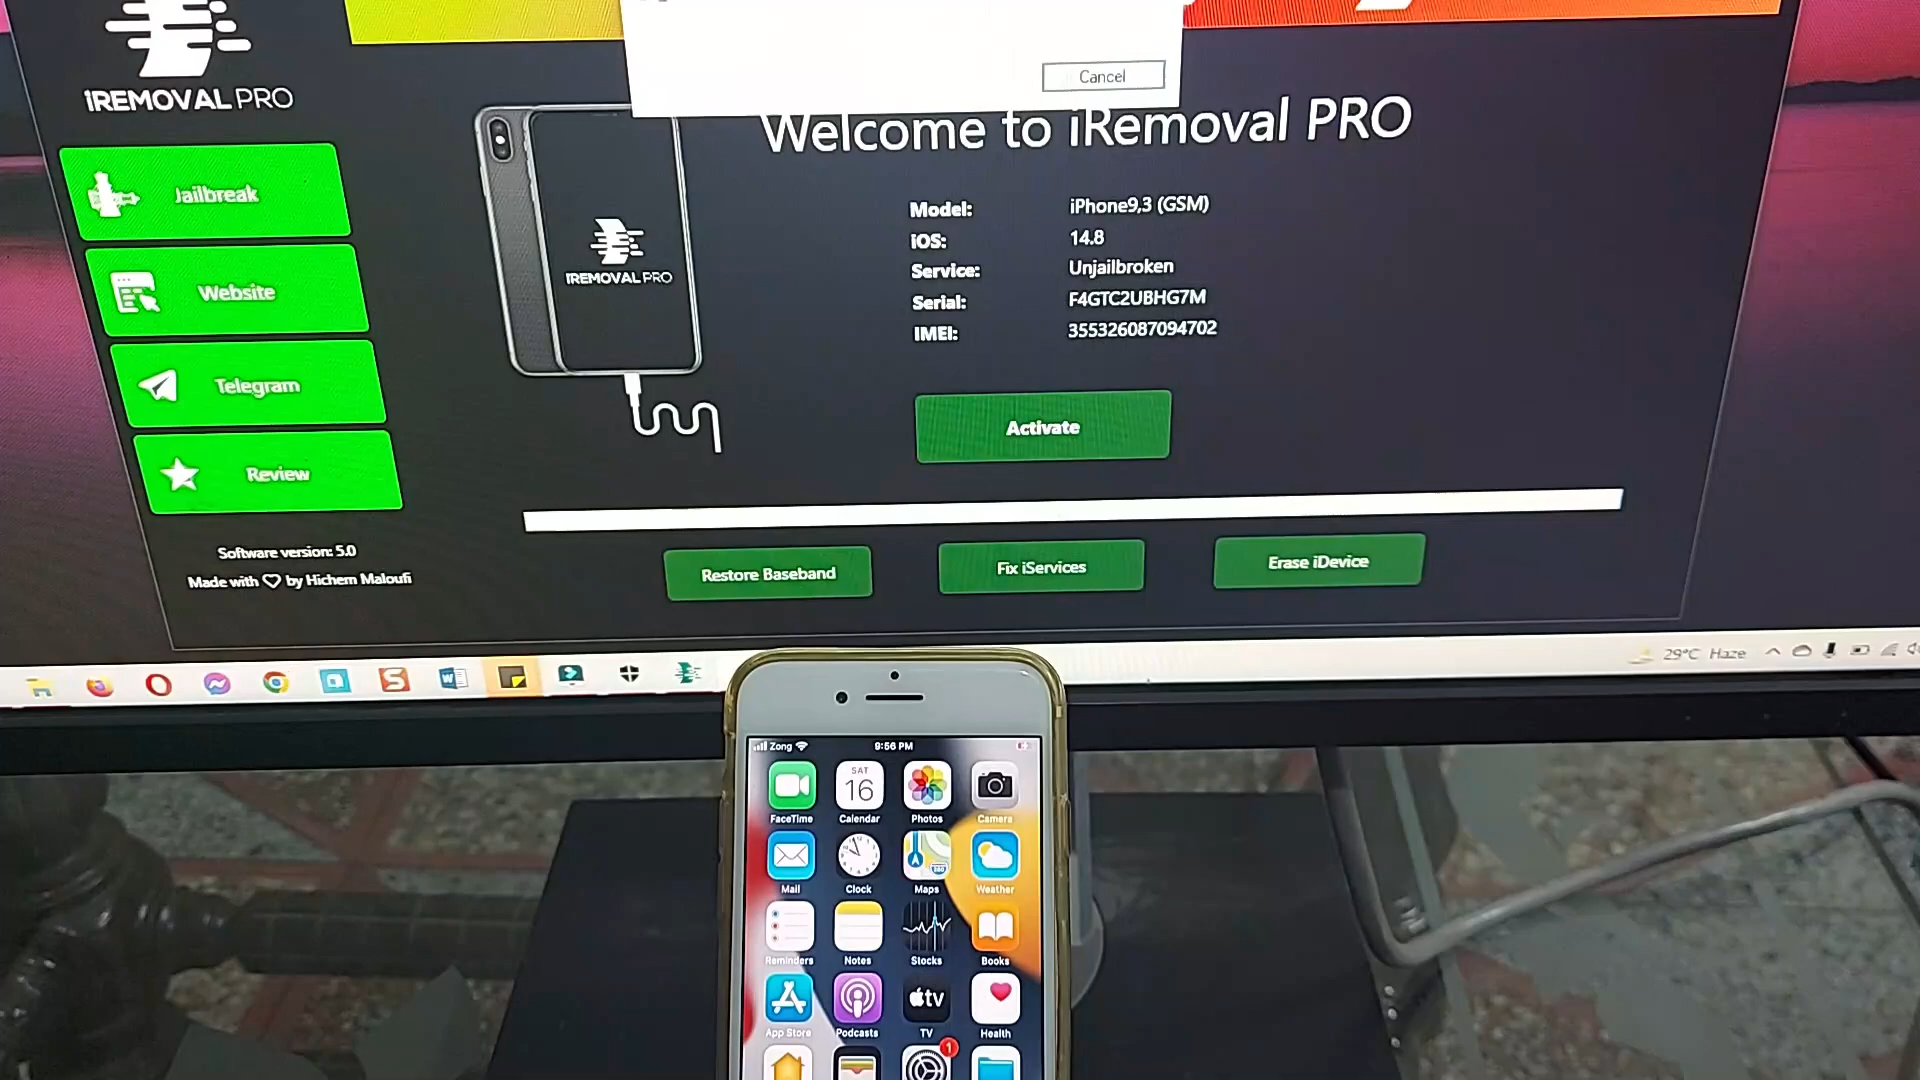 IREMOVAL PRO
Cancel
Welcome to iRemoval PRO
Jailbreak
Website
Telegram
Review
Software version: 5.0
Made with ♡ by Hichem Maloufi
IREMOVAL PRO
Model: iPhone9,3 (GSM)
iOS: 14.8
Service: Unjailbroken
Serial: F4GTC2UBHG7M
IMEI: 355326087094702
Activate
Restore Baseband
Fix iServices
Erase iDevice
29°C Haze
Zong 9:56 PM
SAT
16
FaceTime Calendar Photos Camera
Mail Clock Maps Weather
Reminders Notes Stocks Books
tv
App Store Podcasts TV Health
1